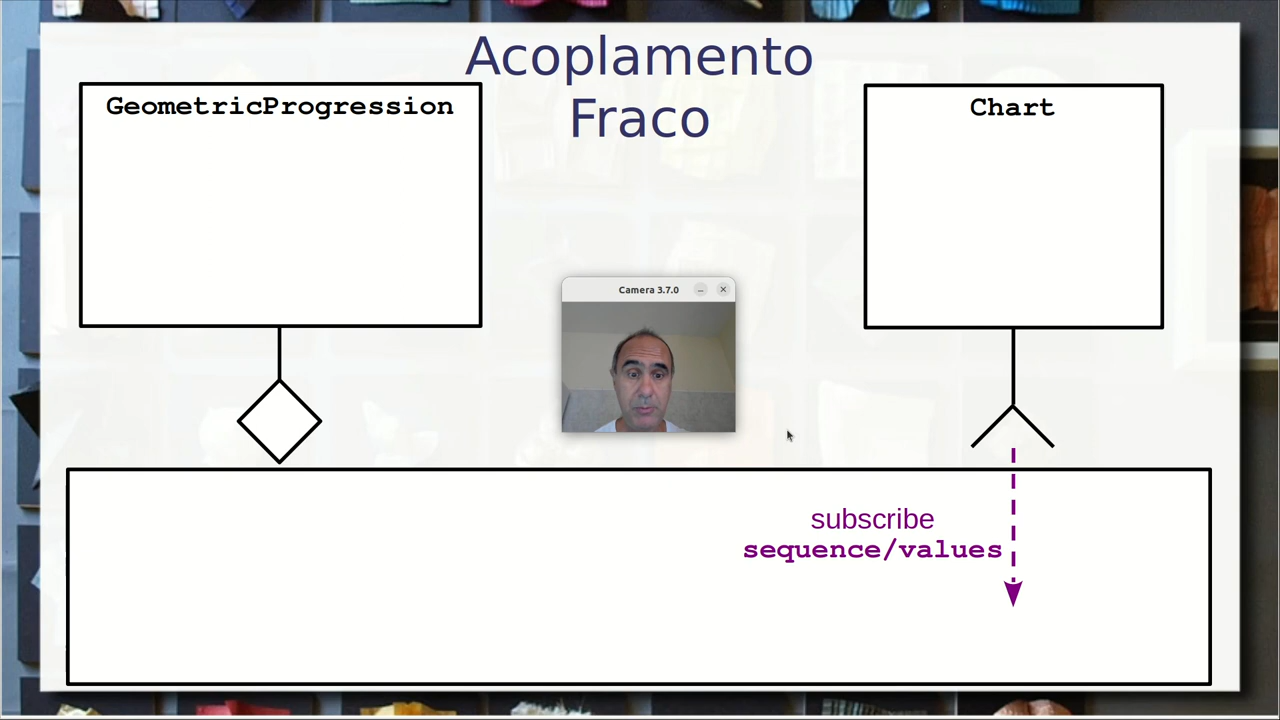 Acoplamento
Fraco
GeometricProgression
Chart
Camera 3.7.0
subscribe
sequence/values